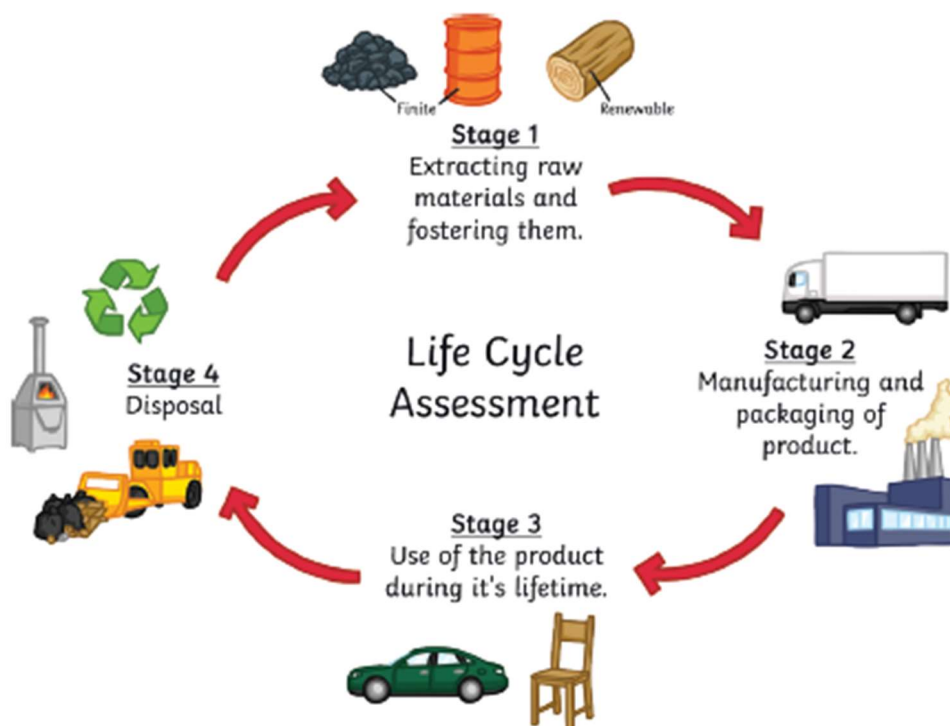 Finite
Renewable
Stage 1
Extracting raw
materials and
fostering them.
Life Cycle
Assessment
Stage 2
Manufacturing and
packaging of
product.
Stage 3
Use of the product
during it's lifetime.
Stage 4
Disposal